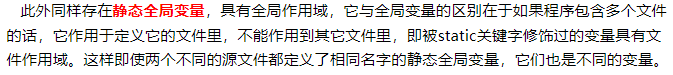 此外同样存在静态全局变量，具有全局作用域，它与全局变量的区别在于如果程序包含多个文件
的话，它作用于定义它的文件里，不能作用到其它文件里，即被static关键字修饰过的变量具有文
件作用域。这样即使两个不同的源文件都定义了相同名字的静态全局变量，它们也是不同的变量。